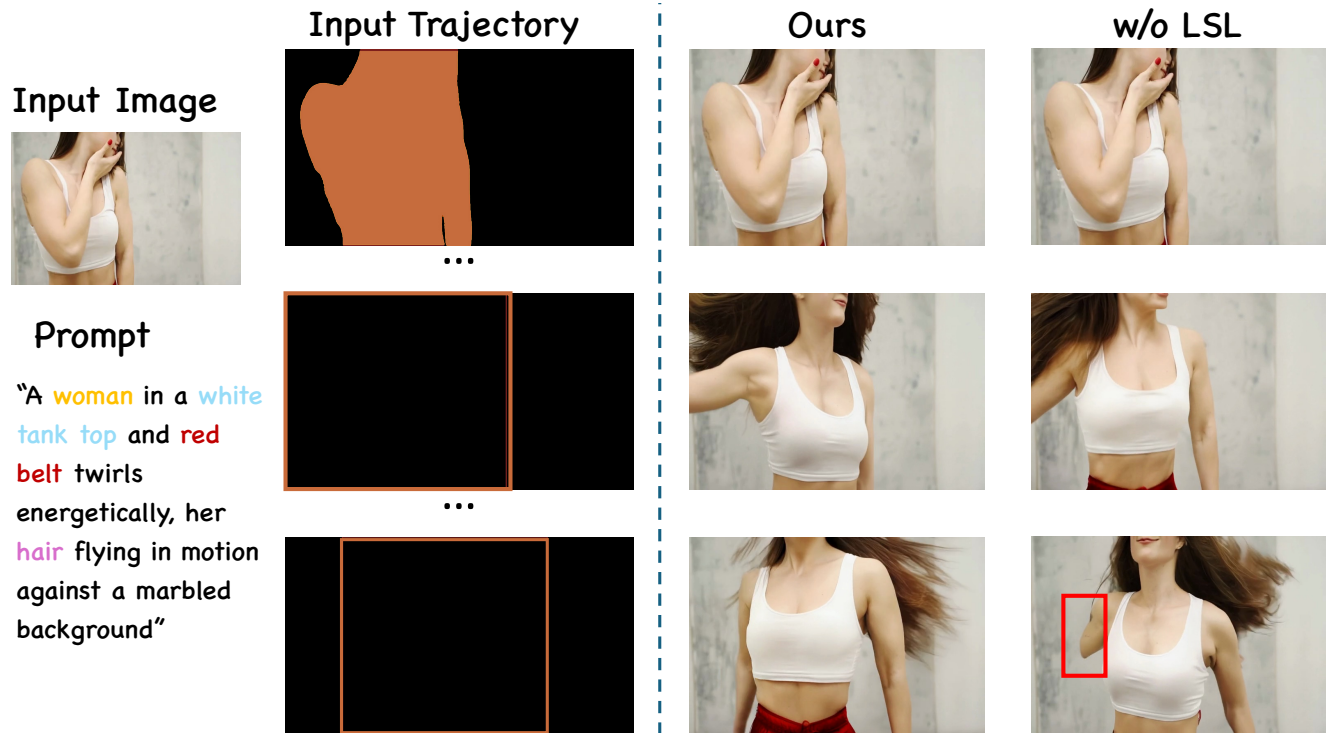 Input Trajectory
Ours
w/o LSL
Input Image
...
Prompt
“A woman in a white
tank top and red
belt twirls
energetically, her
hair flying in motion
against a marbled
background”
...